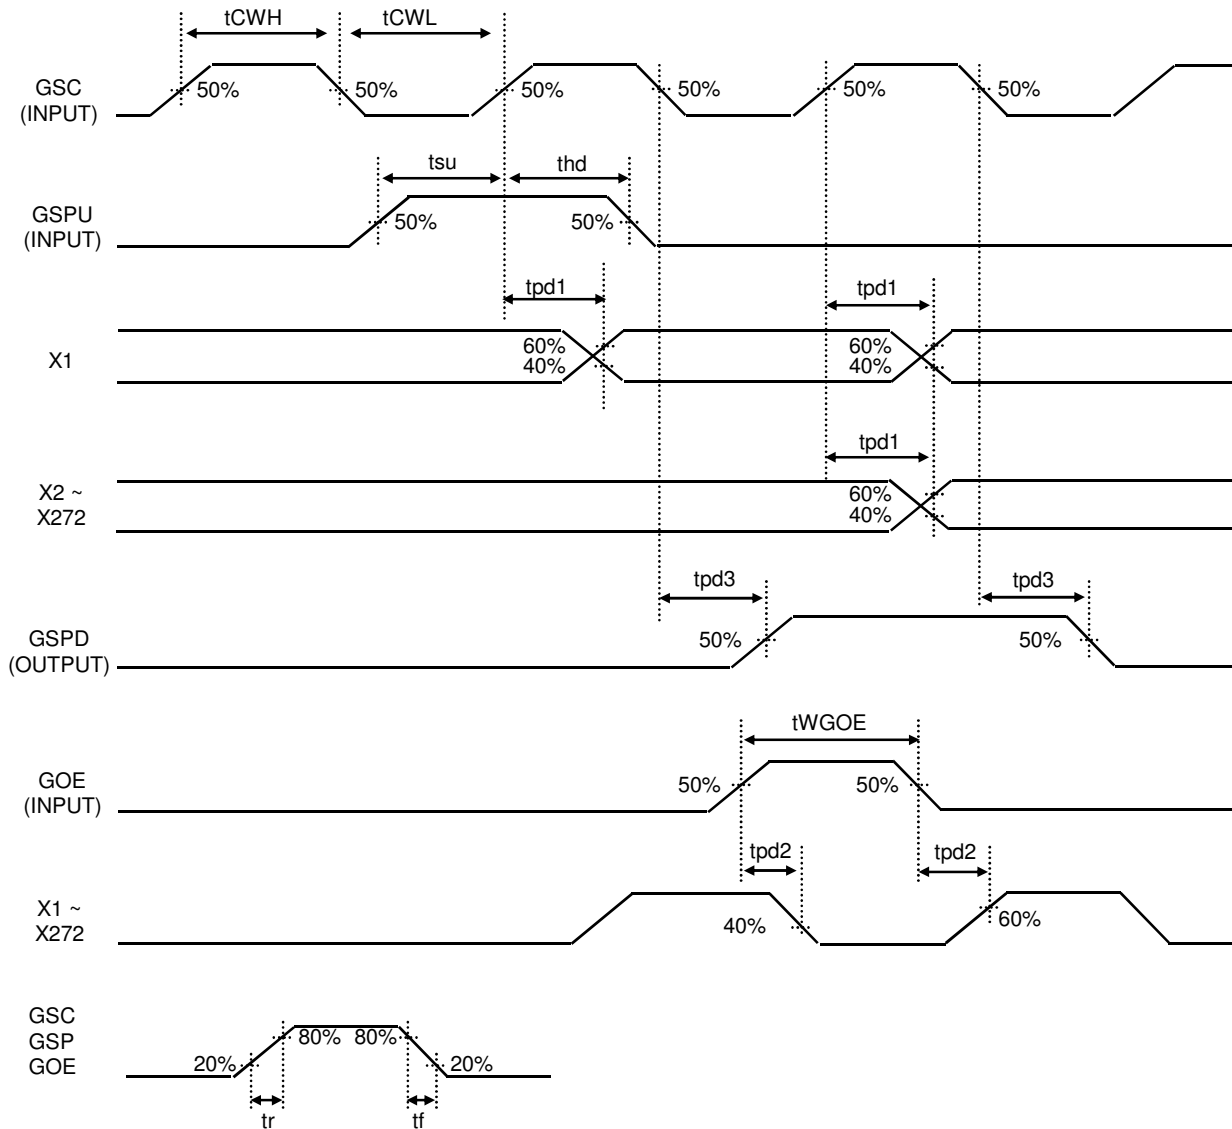 tCWH tCWL
GSC
(INPUT)
50% 50% 50% 50% 50% 50%
tsu thd
GSPU
(INPUT)
50% 50%
tpd1 tpd1
X1
60% 60%
40% 40%
tpd1
X2 ~
X272
60%
40%
tpd3 tpd3
GSPD
(OUTPUT)
50% 50%
tWGOE
GOE
(INPUT)
50% 50%
tpd2 tpd2
X1 ~
X272
40% 60%
GSC
GSP
GOE
80% 80%
20% 20%
tr tf